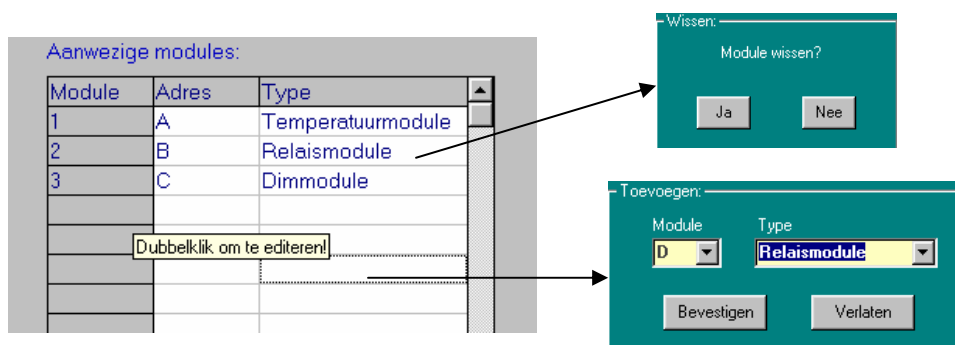 Aanwezige modules:
Module Adres Type
1 A Temperatuurmodule
2 B Relaismodule
3 C Dimmodule
Dubbelklik om te editeren!
Wissen:
Module wissen?
Ja Nee
Toevoegen:
Module Type
D Relaismodule
Bevestigen Verlaten